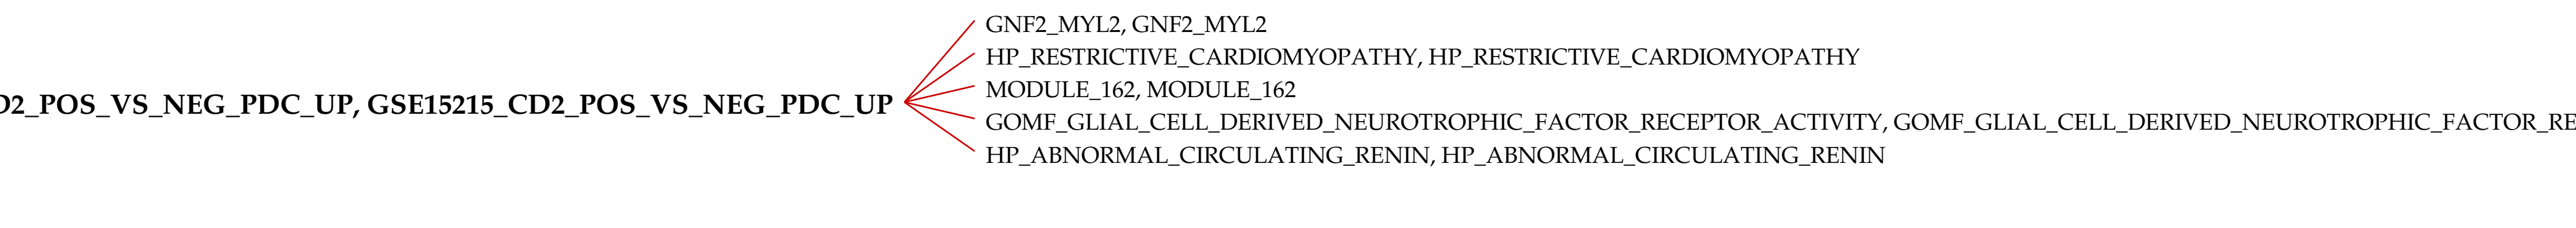 GNF2_MYL2, GNF2_MYL2
HP_RESTRICTIVE_CARDIOMYOPATHY, HP_RESTRICTIVE_CARDIOMYOPATHY
MODULE_162, MODULE_162
D2_POS_VS_NEG_PDC_UP, GSE15215_CD2_POS_VS_NEG_PDC_UP
GOMF_GLIAL_CELL_DERIVED_NEUROTROPHIC_FACTOR_RECEPTOR_ACTIVITY, GOMF_GLIAL_CELL_DERIVED_NEUROTROPHIC_FACTOR_RE
HP_ABNORMAL_CIRCULATING_RENIN, HP_ABNORMAL_CIRCULATING_RENIN